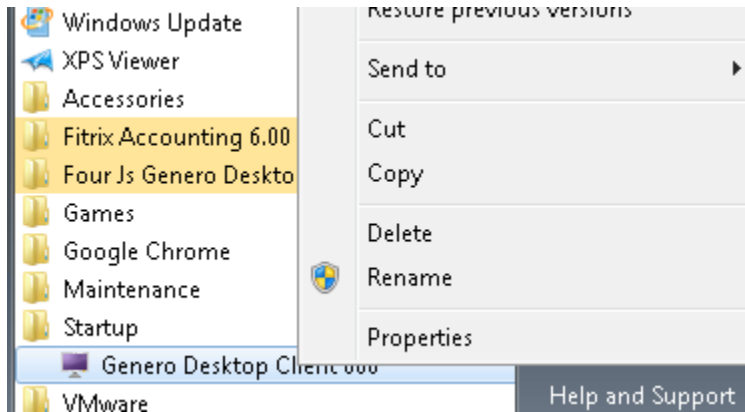 Windows Update
XPS Viewer
Accessories
Fitrix Accounting 6.00
Four Js Genero Deskto
Games
Google Chrome
Maintenance
Startup
Genero Desktop Client 600
VMware
Restore previous versions
Send to
Cut
Copy
Delete
Rename
Properties
Help and Support